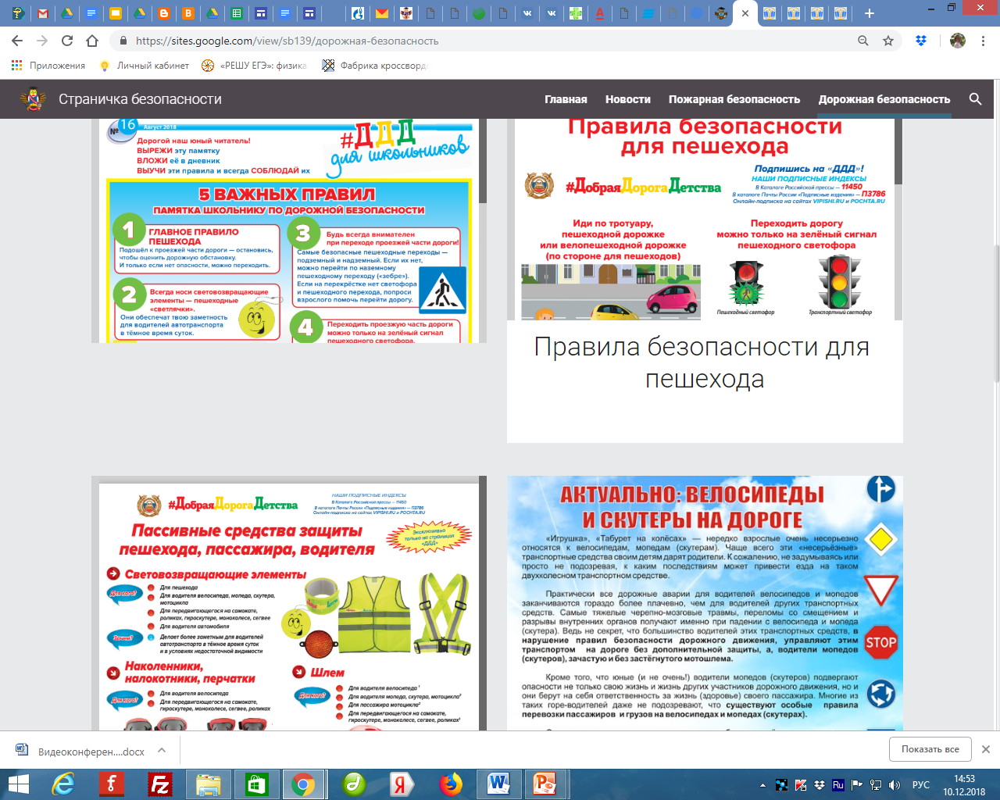 https://sites.google.com/view/sb139/дорожная-безопасность
Приложения
Личный кабинет
«РЕШУ ЕГЭ»: физика
Фабрика кроссворд
Страничка безопасности
Главная
Новости
Пожарная безопасность
Дорожная безопасность
№ 16
Август 2018
Дорогой наш юный читатель!
ВЫРЕЖИ эту памятку
ВЛОЖИ её в дневник
ВЫУЧИ эти правила и всегда СОБЛЮДАЙ их
#ДДД
для школьников
5 ВАЖНЫХ ПРАВИЛ
ПАМЯТКА ШКОЛЬНИКУ ПО ДОРОЖНОЙ БЕЗОПАСНОСТИ
1
ГЛАВНОЕ ПРАВИЛО
ПЕШЕХОДА
Подошёл к проезжей части дороги — остановись,
чтобы оценить дорожную обстановку.
И только если нет опасности, можно переходить.
2
Всегда носи световозвращающие
элементы — пешеходные
«светлячки».
Они обеспечат твою заметность
для водителей автотранспорта
в тёмное время суток.
3
Будь всегда внимателен
при переходе проезжей части дороги!
Самые безопасные пешеходные переходы —
подземный и надземный. Если их нет,
можно перейти по наземному
пешеходному переходу («зебре»).
Если на перекрёстке нет светофора
и пешеходного перехода, попроси
взрослого помочь перейти дорогу.
4
Переходить проезжую часть дороги
можно только на зелёный сигнал
пешеходного светофора.
Правила безопасности
для пешехода
#ДобраяДорогаДетства
Подпишись на «ДДД»!
НАШИ ПОДПИСНЫЕ ИНДЕКСЫ
В Каталоге Российской прессы — 11450
В каталоге Почты России «Подписные издания» — П3786
Онлайн-подписка на сайтах VIPISHI.RU и POCHTA.RU
Иди по тротуару,
пешеходной дорожке
или велопешеходной дорожке
(по стороне для пешеходов)
Переходить дорогу
можно только на зелёный сигнал
пешеходного светофора
Пешеходный светофор
Транспортный светофор
Правила безопасности для
пешехода
#ДобраяДорогаДетства
НАШИ ПОДПИСНЫЕ ИНДЕКСЫ
В Каталоге Российской прессы — 11450
В каталоге Почты России «Подписные издания» — П3786
Онлайн-подписка на сайтах VIPISHI.RU и POCHTA.RU
Пассивные средства защиты
пешехода, пассажира, водителя
Эксклюзивно
только на страницах
«ДДД»
Световозвращающие элементы
Для кого?
Для пешехода
Для водителя велосипеда, мопеда, скутера,
мотоцикла
Для передвигающегося на самокате,
роликах, гироскутере, моноколесе, сегвее
Для водителя автомобиля
Зачем?
Делает более заметным для водителей
автотранспорта в тёмное время суток
и в условиях недостаточной видимости
Наколенники,
налокотники, перчатки
Для кого?
Для водителя велосипеда
Для передвигающегося на самокате,
гироскутере, моноколесе, сегвее, роликах
Шлем
Для кого?
Для водителя велосипеда¹
Для водителя мопеда, скутера, мотоцикла²
Для пассажира мотоцикла²
Для передвигающегося на самокате,
гироскутере, моноколесе, сегвее, роликах¹
АКТУАЛЬНО: ВЕЛОСИПЕДЫ
И СКУТЕРЫ НА ДОРОГЕ
«Игрушка», «Табурет на колёсах» — нередко взрослые очень несерьезно
относятся к велосипедам, мопедам (скутерам). Чаще всего эти «несерьёзные»
транспортные средства своим детям дарят родители. К сожалению, не задумываясь или
просто не подозревая, к каким последствиям может привести езда на таком
двухколесном транспортном средстве.
Практически все дорожные аварии для водителей велосипедов и мопедов
заканчиваются гораздо более плачевно, чем для водителей других транспортных
средств. Самые тяжелые черепно-мозговые травмы, переломы со смещением и
разрывы внутренних органов получают именно при падении с велосипеда и мопеда
(скутера). Ведь не секрет, что большинство водителей этих транспортных средств, в
нарушение правил безопасности дорожного движения, управляют этим
транспортом на дороге без дополнительной защиты, а, водители мопедов
(скутеров), зачастую и без застёгнутого мотошлема.
Кроме того, что юные (и не очень!) водители мопедов (скутеров) подвергают
опасности не только свою жизнь и жизнь других участников дорожного движения, но и
они берут на себя ответственность за жизнь (здоровье) своего пассажира. Многие из
таких горе-водителей даже не подозревают, что существуют особые правила
перевозки пассажиров и грузов на велосипедах и мопедах (скутерах).
STOP
Видеоконферен....docx
Показать все
Ru
РУС
14:53
10.12.2018